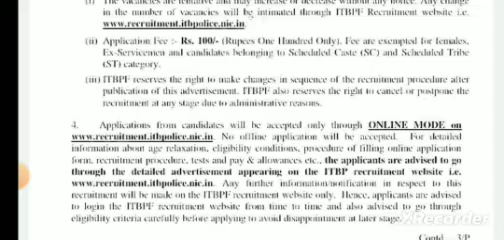 (i) The vacancies are tentative and may increase or decrease without any notice. Any change
in the number of vacancies will be intimated through ITBPF Recruitment website i.e.
www.recruitment.itbpolice.nic.in.
(ii) Application Fee :- Rs. 100/- (Rupees One Hundred Only). Fee are exempted for females,
Ex-Servicemen and candidates belonging to Scheduled Caste (SC) and Scheduled Tribe
(ST) category.
(iii) ITBPF reserves the right to make changes in sequence of the recruitment procedure after
publication of this advertisement. ITBPF also reserves the right to cancel or postpone the
recruitment at any stage due to administrative reasons.
4. Applications from candidates will be accepted only through ONLINE MODE on
www.recruitment.itbpolice.nic.in. No offline application will be accepted. For detailed
information about age relaxation, eligibility conditions, procedure of filling online application
form, recruitment procedure, tests and pay & allowances etc., the applicants are advised to go
through the detailed advertisement appearing on the ITBP recruitment website i.e.
www.recruitment.itbpolice.nic.in. Any further information/notification in respect to this
recruitment will be made on the ITBPF recruitment website only. Hence, applicants are advised
to login the ITBPF recruitment website from time to time and also advised to go through
eligibility criteria carefully before applying to avoid disappointment at later stage.
XRecorder
Contd...3/P